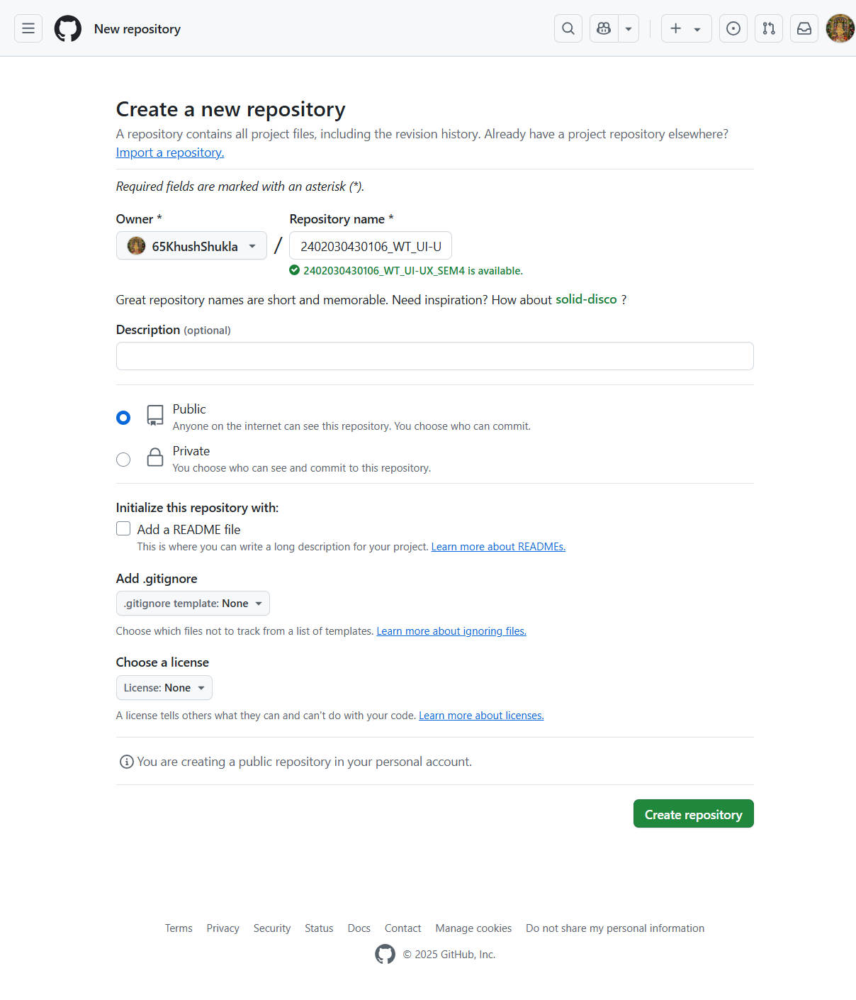 New repository
Create a new repository
A repository contains all project files, including the revision history. Already have a project repository elsewhere?
Import a repository.
Required fields are marked with an asterisk (*).
Owner *
Repository name *
65KhushShukla
/
2402030430106_WT_UI-U
2402030430106_WT_UI-UX_SEM4 is available.
Great repository names are short and memorable. Need inspiration? How about solid-disco ?
Description (optional)
Public
Anyone on the internet can see this repository. You choose who can commit.
Private
You choose who can see and commit to this repository.
Initialize this repository with:
Add a README file
This is where you can write a long description for your project. Learn more about READMEs.
Add .gitignore
.gitignore template: None
Choose which files not to track from a list of templates. Learn more about ignoring files.
Choose a license
License: None
A license tells others what they can and can't do with your code. Learn more about licenses.
You are creating a public repository in your personal account.
Create repository
Terms Privacy Security Status Docs Contact Manage cookies Do not share my personal information
© 2025 GitHub, Inc.